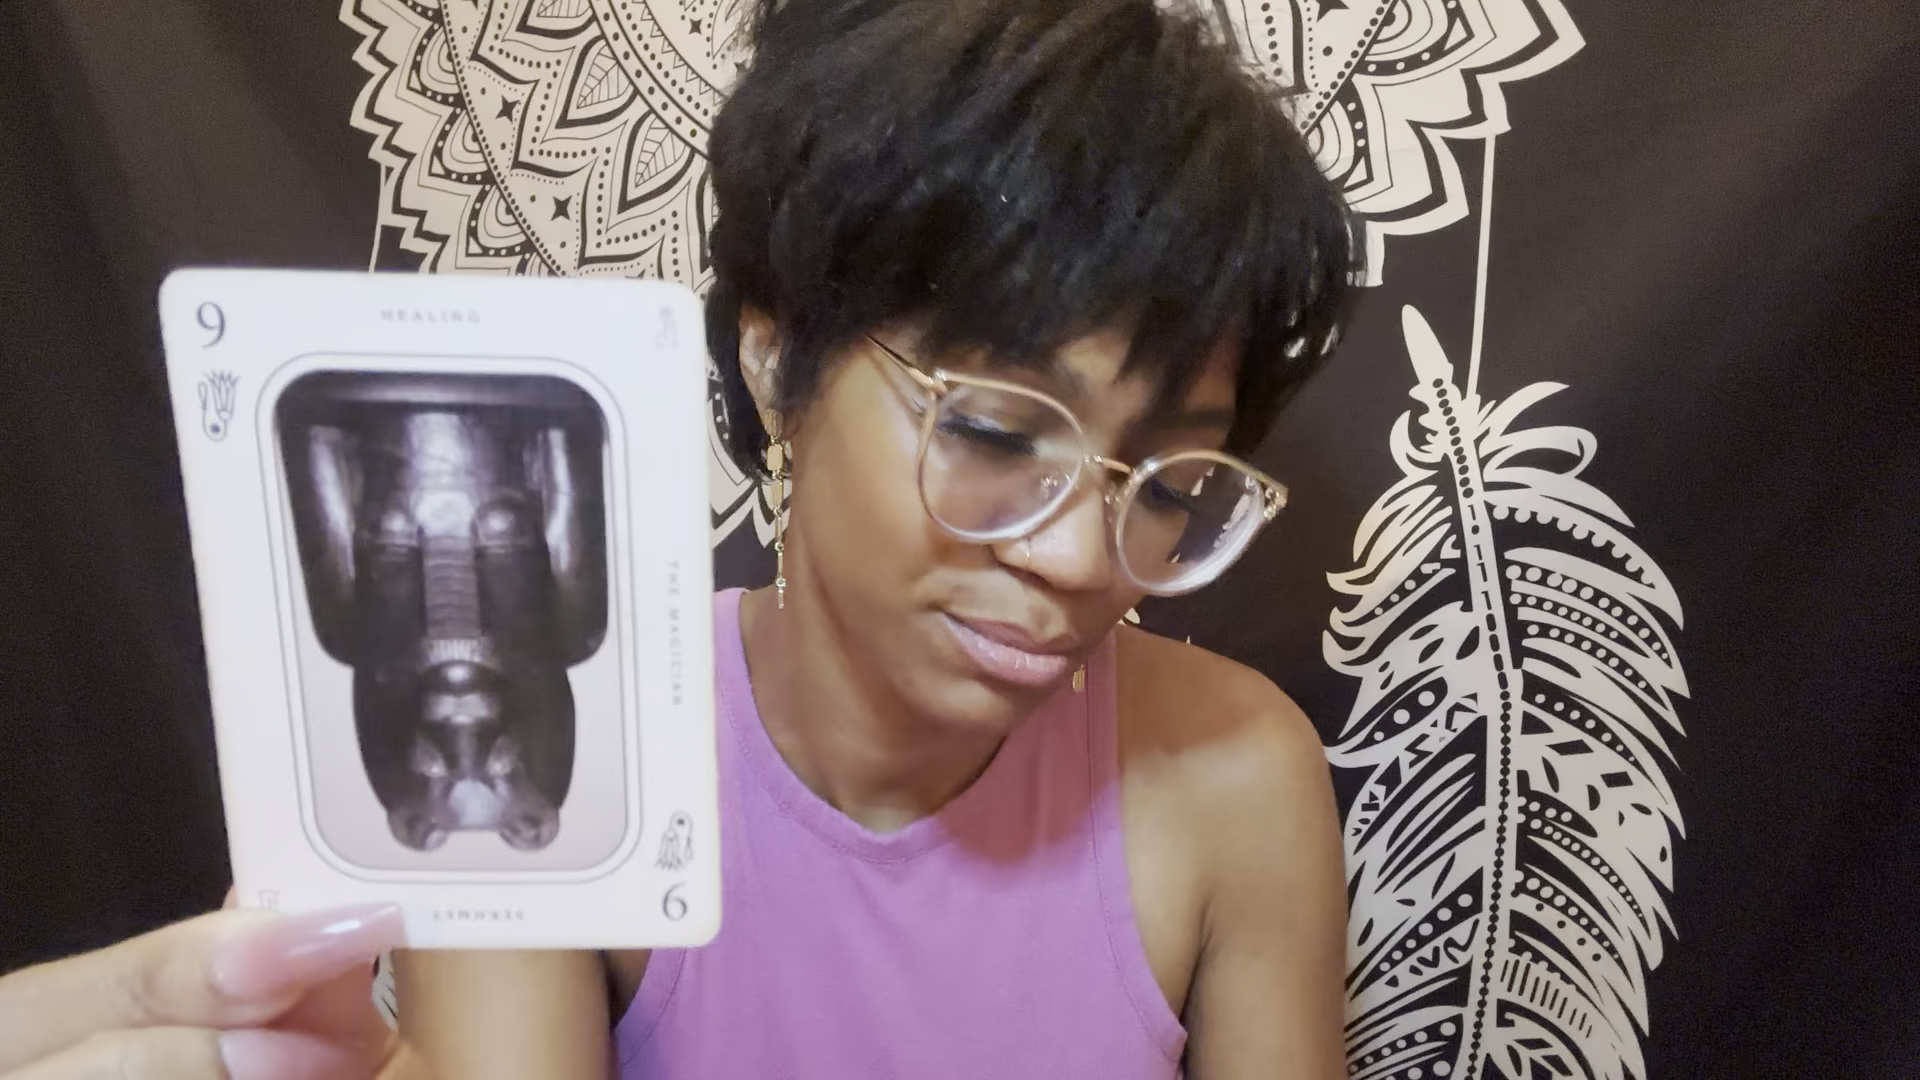 9
HEALING
THE MAGICIAN
SEKHMET
9